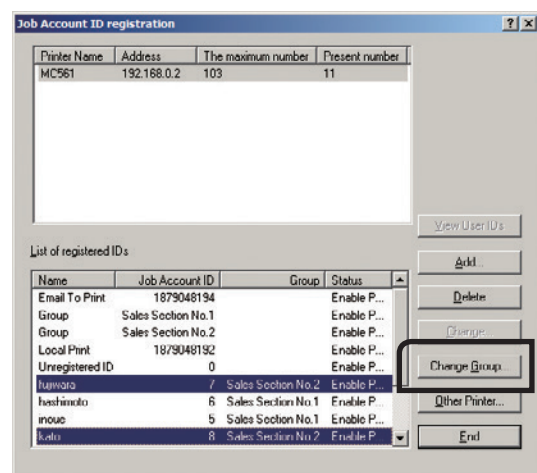 Job Account ID registration
Printer Name Address The maximum number Present number
MC561 192.168.0.2 103 11
View User IDs
List of registered IDs
Add...
Name Job Account ID Group Status
Email To Print 1879048194 Enable P...
Delete
Group Sales Section No.1 Enable P...
Group Sales Section No.2 Enable P...
Change...
Local Print 1879048192 Enable P...
Unregistered ID 0 Enable P...
Change Group...
fujiwara 7 Sales Section No.2 Enable P...
hashimoto 6 Sales Section No.1 Enable P...
Other Printer...
inoue 5 Sales Section No.1 Enable P...
kato 8 Sales Section No.2 Enable P
End